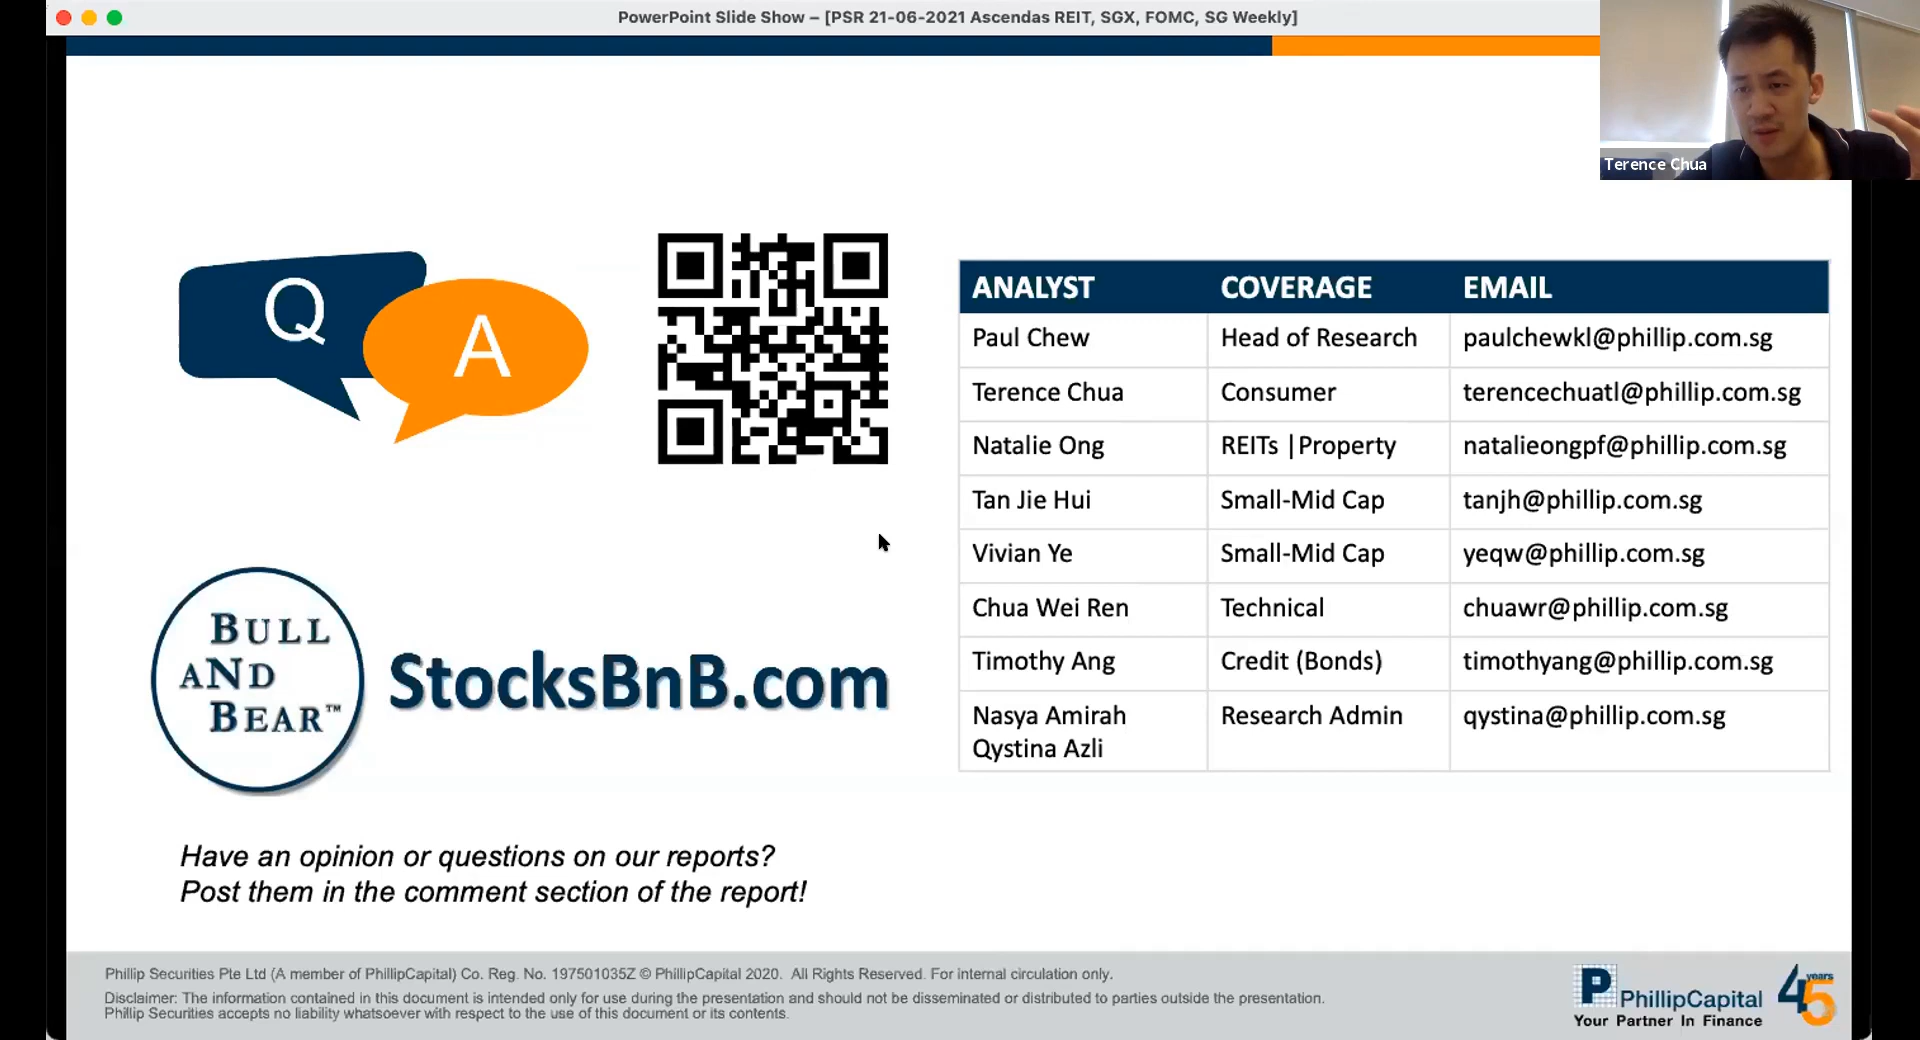 PowerPoint Slide Show – [PSR 21-06-2021 Ascendas REIT, SGX, FOMC, SG Weekly]
Terence Chua
Q
A
ANALYST COVERAGE EMAIL
Paul Chew Head of Research paulchewkl@phillip.com.sg
Terence Chua Consumer terencechuatl@phillip.com.sg
Natalie Ong REITs |Property natalieongpf@phillip.com.sg
Tan Jie Hui Small-Mid Cap tanjh@phillip.com.sg
Vivian Ye Small-Mid Cap yeqw@phillip.com.sg
Chua Wei Ren Technical chuawr@phillip.com.sg
Timothy Ang Credit (Bonds) timothyang@phillip.com.sg
Nasya Amirah Research Admin qystina@phillip.com.sg
Qystina Azli
BULL
AND
BEAR™
StocksBnB.com
Have an opinion or questions on our reports?
Post them in the comment section of the report!
Phillip Securities Pte Ltd (A member of PhillipCapital) Co. Reg. No. 197501035Z © PhillipCapital 2020. All Rights Reserved. For internal circulation only.
Disclaimer: The information contained in this document is intended only for use during the presentation and should not be disseminated or distributed to parties outside the presentation.
Phillip Securities accepts no liability whatsoever with respect to the use of this document or its contents.
P PhillipCapital
Your Partner In Finance
45 years